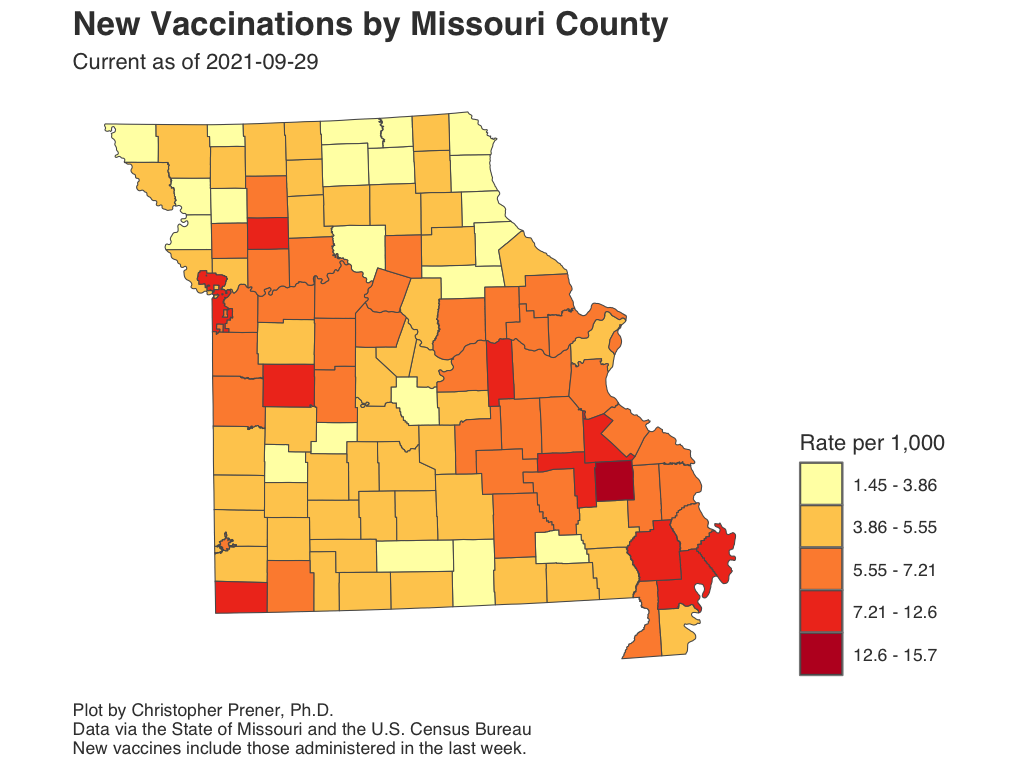 New Vaccinations by Missouri County
Current as of 2021-09-29
Rate per 1,000
1.45 - 3.86
3.86 - 5.55
5.55 - 7.21
7.21 - 12.6
12.6 - 15.7
Plot by Christopher Prener, Ph.D.
Data via the State of Missouri and the U.S. Census Bureau
New vaccines include those administered in the last week.